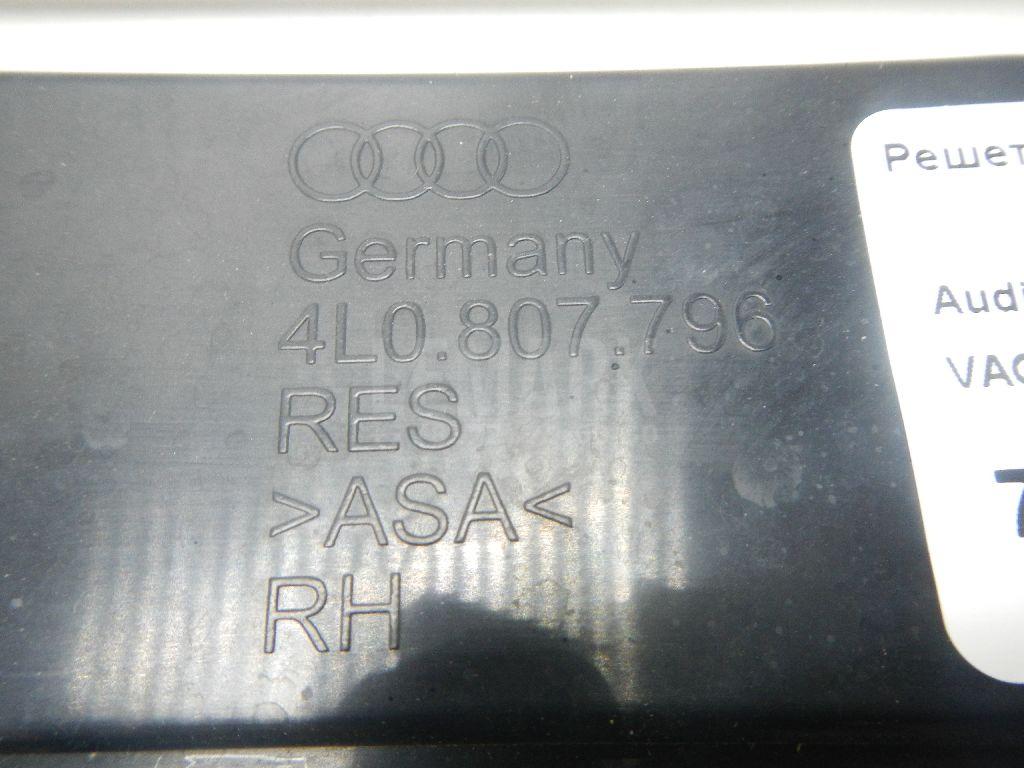 Germany
4L0.807.796
RES
>ASA<
RH
Решет
Audi
VAG
7